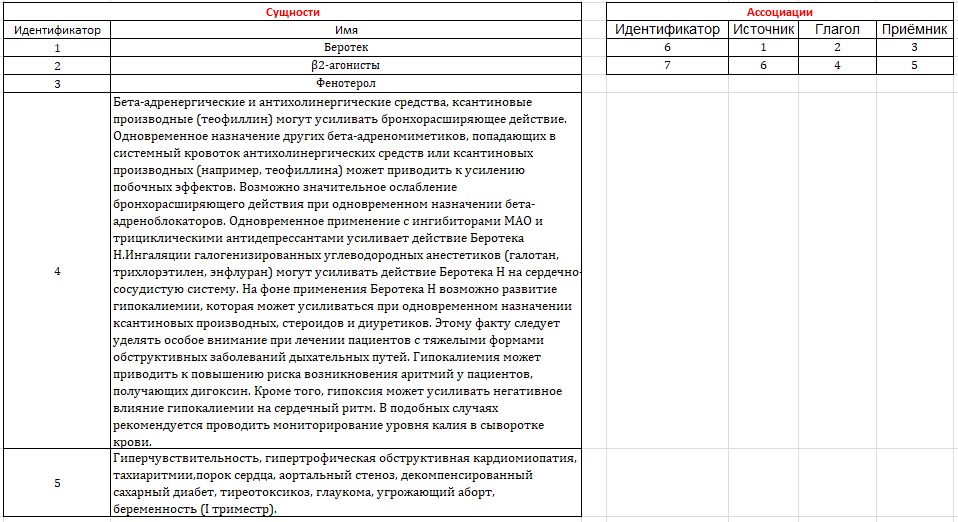 Сущности
Идентификатор Имя
1 Беротек
2 β2-агонисты
3 Фенотерол
4
Бета-адренергические и антихолинергические средства, ксантиновые
производные (теофиллин) могут усиливать бронхорасширяющее действие.
Одновременное назначение других бета-адреномиметиков, попадающих в
системный кровоток антихолинергических средств или ксантиновых
производных (например, теофиллина) может приводить к усилению
побочных эффектов. Возможно значительное ослабление
бронхорасширяющего действия при одновременном назначении бета-
адреноблокаторов. Одновременное применение с ингибиторами МАО и
трициклическими антидепрессантами усиливает действие Беротека
Н.Ингаляции галогенизированных углеводородных анестетиков (галотан,
трихлорэтилен, энфлуран) могут усиливать действие Беротека Н на сердечно-
сосудистую систему. На фоне применения Беротека Н возможно развитие
гипокалиемии, которая может усиливаться при одновременном назначении
ксантиновых производных, стероидов и диуретиков. Этому факту следует
уделять особое внимание при лечении пациентов с тяжелыми формами
обструктивных заболеваний дыхательных путей. Гипокалиемия может
приводить к повышению риска возникновения аритмий у пациентов,
получающих дигоксин. Кроме того, гипоксия может усиливать негативное
влияние гипокалиемии на сердечный ритм. В подобных случаях
рекомендуется проводить мониторирование уровня калия в сыворотке
крови.
5
Гиперчувствительность, гипертрофическая обструктивная кардиомиопатия,
тахиаритмии,порок сердца, аортальный стеноз, декомпенсированный
сахарный диабет, тиреотоксикоз, глаукома, угрожающий аборт,
беременность (I триместр).
Ассоциации
Идентификатор Источник Глагол Приёмник
6 1 2 3
7 6 4 5